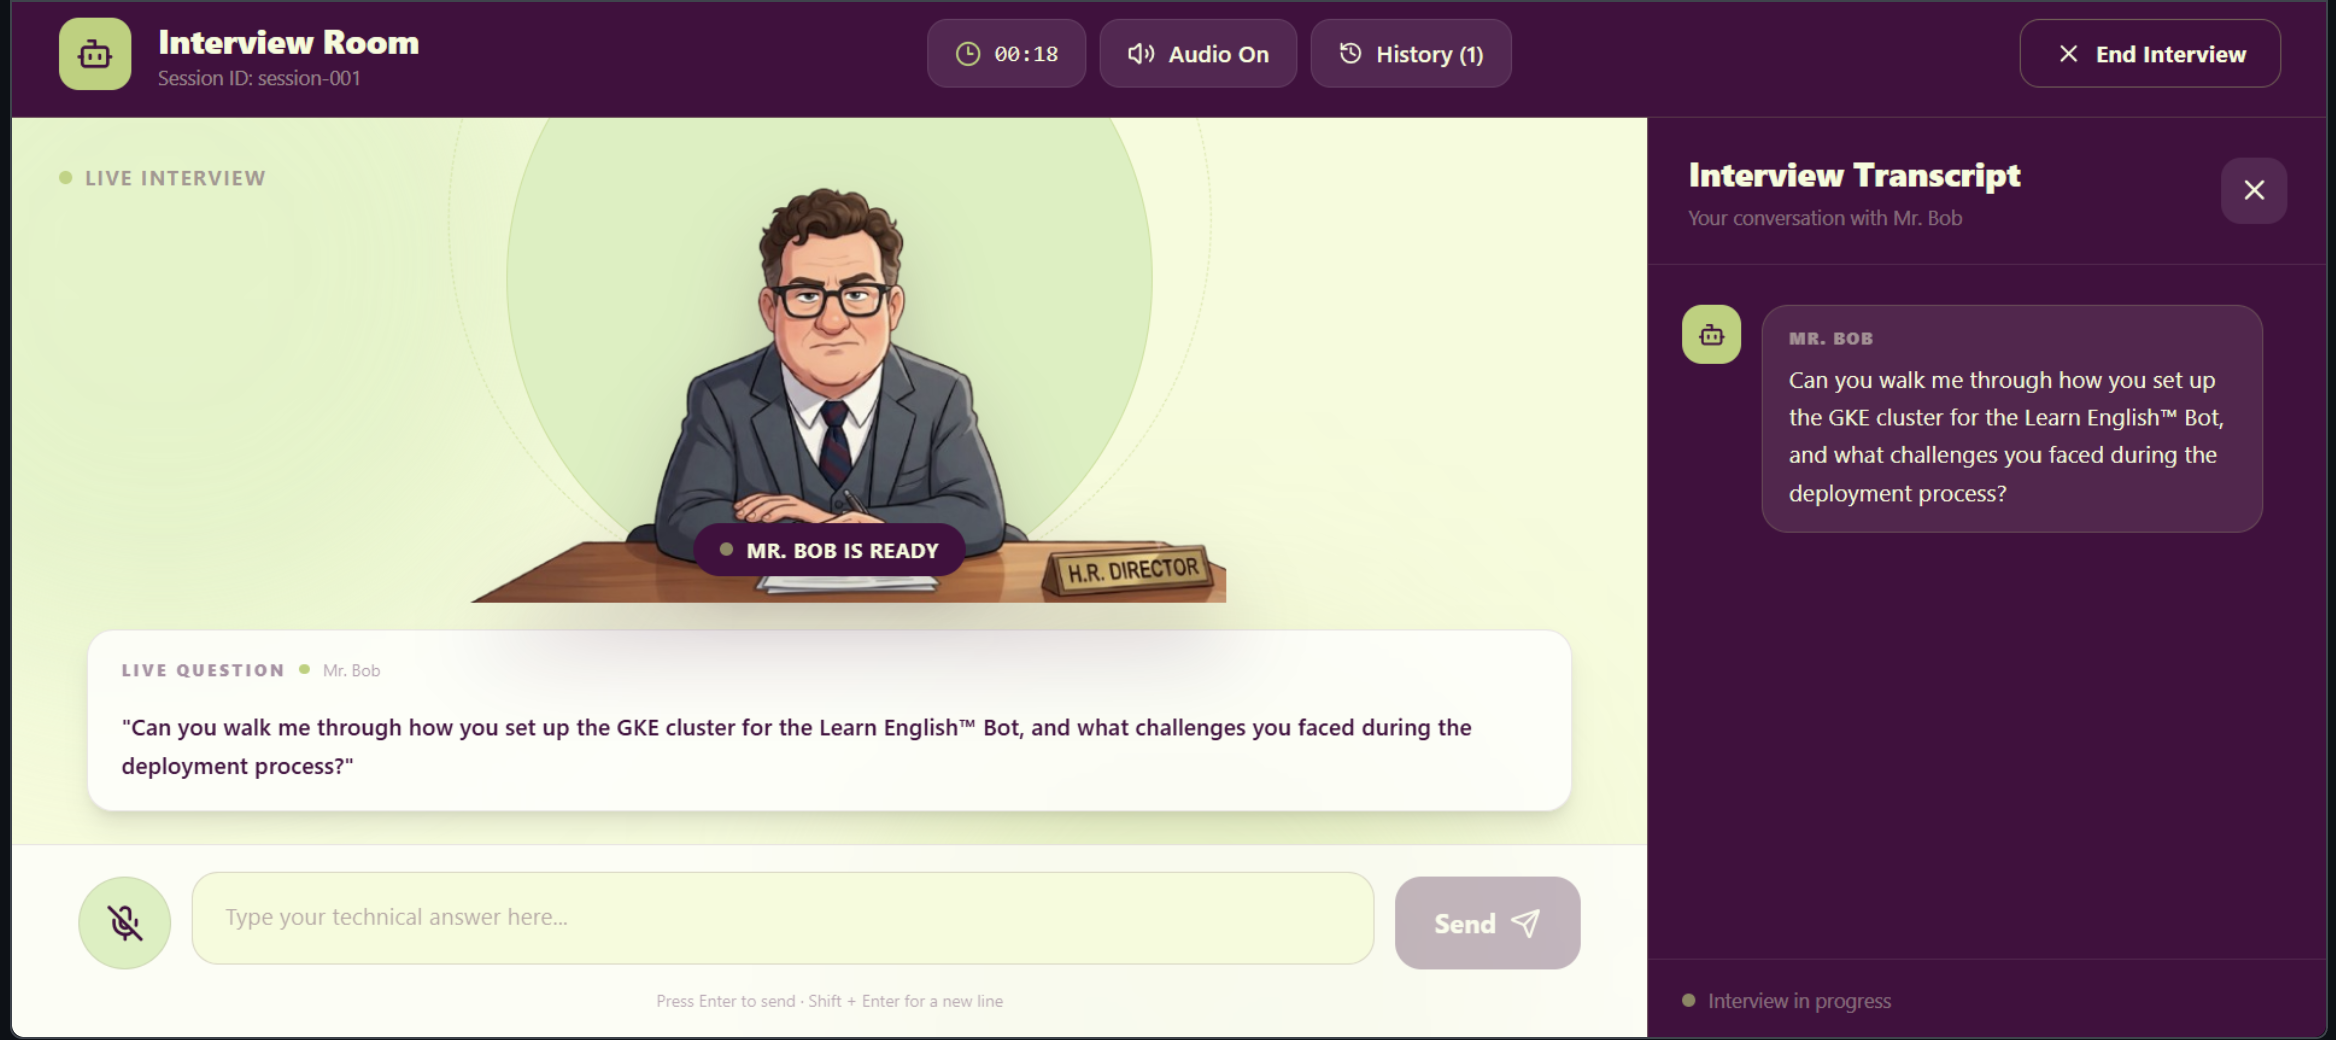 Interview Room
Session ID: session-001
00:18
Audio On
History (1)
End Interview
LIVE INTERVIEW
H.R. DIRECTOR
MR. BOB IS READY
LIVE QUESTION
Mr. Bob
"Can you walk me through how you set up the GKE cluster for the Learn English™ Bot, and what challenges you faced during the
deployment process?"
Type your technical answer here...
Send
Press Enter to send · Shift + Enter for a new line
Interview Transcript
Your conversation with Mr. Bob
MR. BOB
Can you walk me through how you set up
the GKE cluster for the Learn English™ Bot,
and what challenges you faced during the
deployment process?
Interview in progress